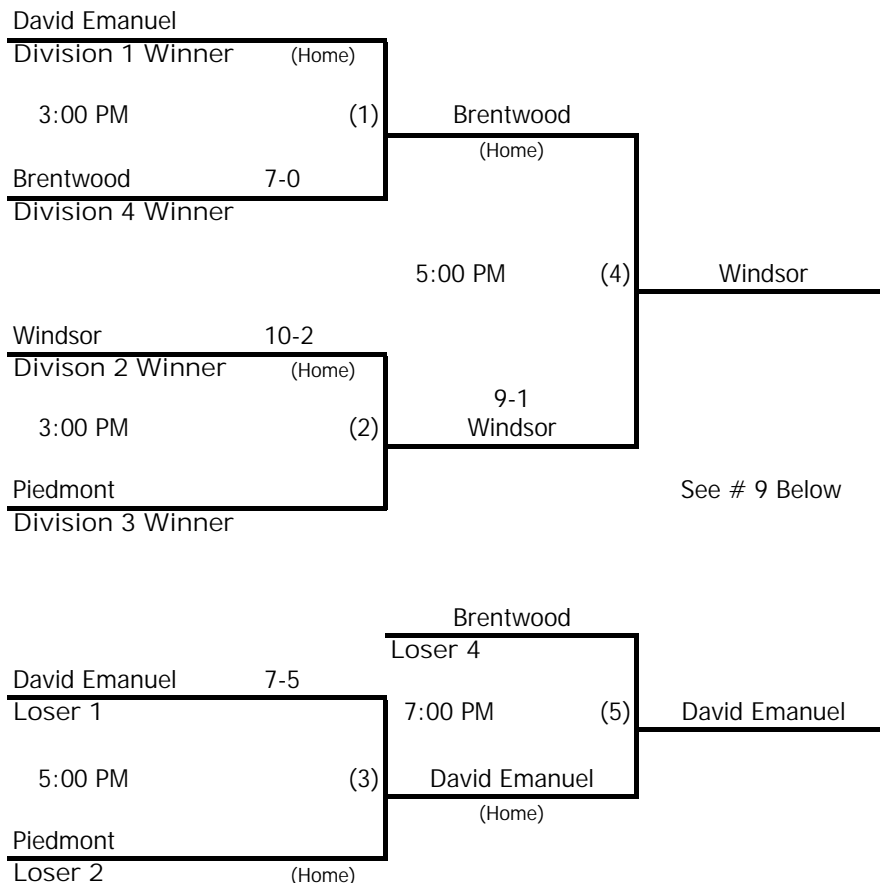 David Emanuel
Division 1 Winner (Home)
3:00 PM (1) Brentwood
(Home)
Brentwood 7-0
Division 4 Winner
5:00 PM (4) Windsor
Windsor 10-2
Divison 2 Winner (Home)
9-1
3:00 PM (2) Windsor
Piedmont See # 9 Below
Division 3 Winner
Brentwood
Loser 4
David Emanuel 7-5
Loser 1 7:00 PM (5) David Emanuel
5:00 PM (3) David Emanuel
(Home)
Piedmont
Loser 2 (Home)